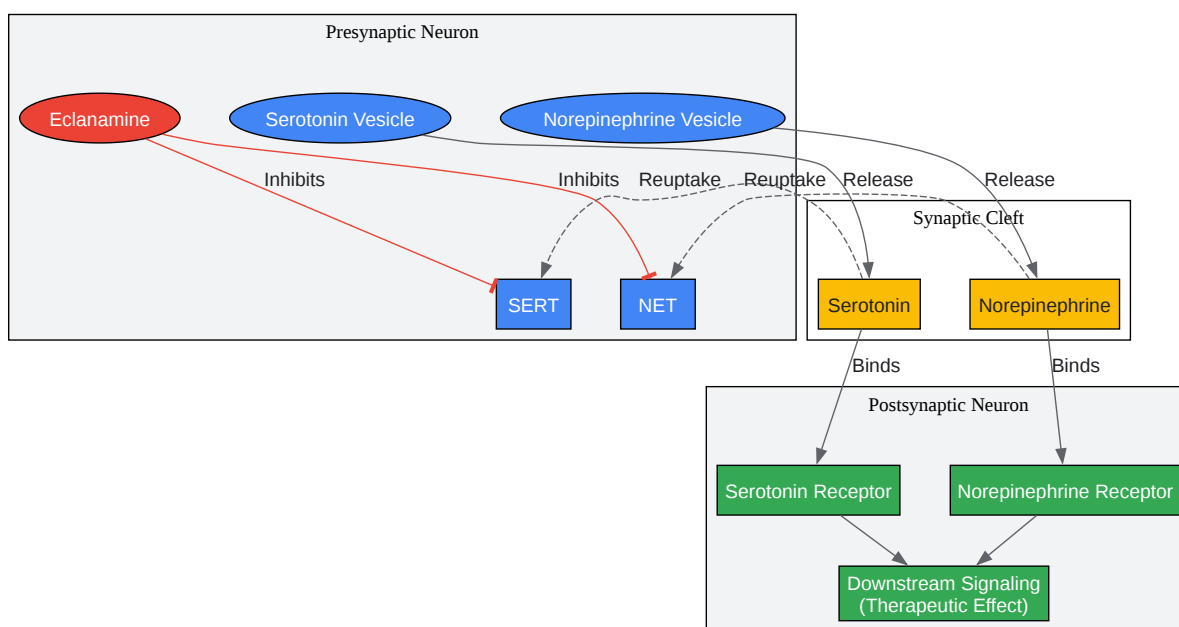 Presynaptic Neuron
Eclanamine
Serotonin Vesicle
Norepinephrine Vesicle
Inhibits
Inhibits
Reuptake
Reuptake
Release
Release
Synaptic Cleft
SERT
NET
Serotonin
Norepinephrine
Binds
Binds
Postsynaptic Neuron
Serotonin Receptor
Norepinephrine Receptor
Downstream Signaling
(Therapeutic Effect)